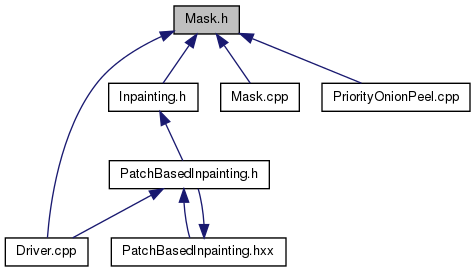 Mask.h
Inpainting.h
Mask.cpp
PriorityOnionPeel.cpp
PatchBasedInpainting.h
Driver.cpp
PatchBasedInpainting.hxx